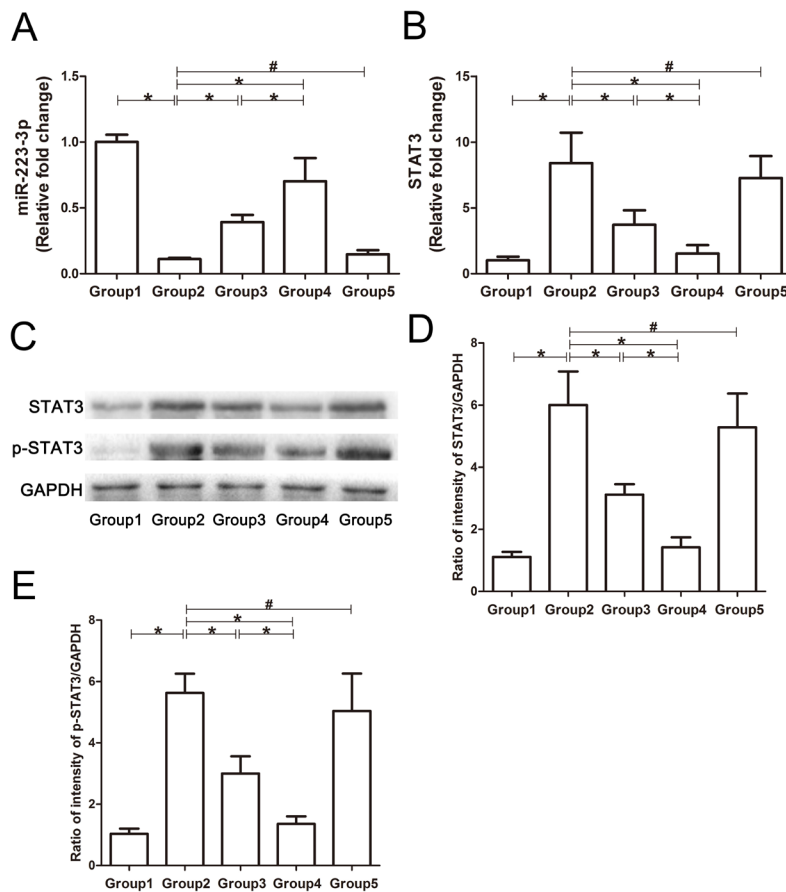 A
miR-223-3p
(Relative fold change)
1.5
1.0
0.5
0.0
#
*
* * *
Group1 Group2 Group3 Group4 Group5
B
STAT3
(Relative fold change)
15
10
5
0
#
*
* * *
Group1 Group2 Group3 Group4 Group5
C
STAT3
p-STAT3
GAPDH
Group1 Group2 Group3 Group4 Group5
D
Ratio of intensity of STAT3/GAPDH
8
6
4
2
0
#
*
* * *
Group1 Group2 Group3 Group4 Group5
E
Ratio of intensity of p-STAT3/GAPDH
8
6
4
2
0
#
*
* * *
Group1 Group2 Group3 Group4 Group5